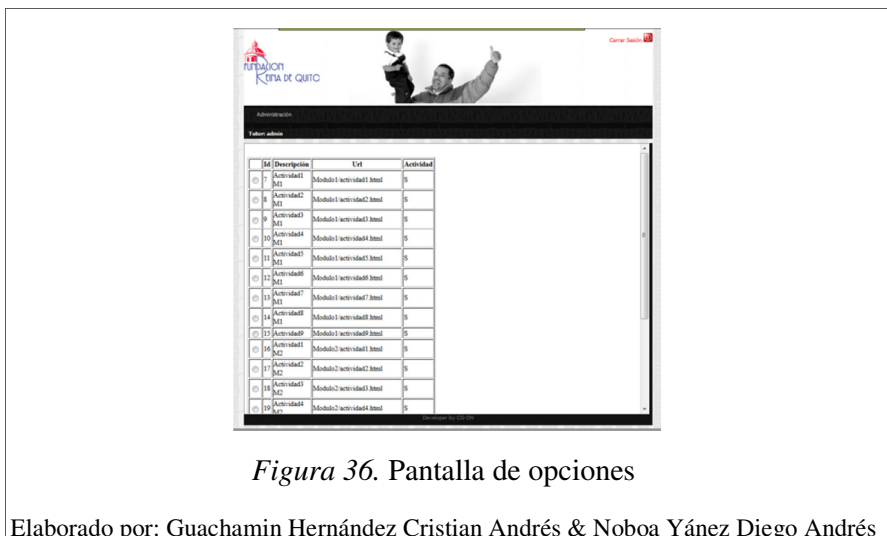 Cerrar Sesión
FUNDACION
REINA DE QUITO
Administración
Tutor: admin
Id Descripción Url Actividad
7 Actividad1 M1 Modulo1/actividad1.html S
8 Actividad2 M1 Modulo1/actividad2.html S
9 Actividad3 M1 Modulo1/actividad3.html S
10 Actividad4 M1 Modulo1/actividad4.html S
11 Actividad5 M1 Modulo1/actividad5.html S
12 Actividad6 M1 Modulo1/actividad6.html S
13 Actividad7 M1 Modulo1/actividad7.html S
14 Actividad8 M1 Modulo1/actividad8.html S
15 Actividad9 Modulo1/actividad9.html S
16 Actividad1 M2 Modulo2/actividad1.html S
17 Actividad2 M2 Modulo2/actividad2.html S
18 Actividad3 M2 Modulo2/actividad3.html S
19 Actividad4 M2 Modulo2/actividad4.html S
Developer by CG-DN
Figura 36. Pantalla de opciones
Elaborado por: Guachamin Hernández Cristian Andrés & Noboa Yánez Diego Andrés